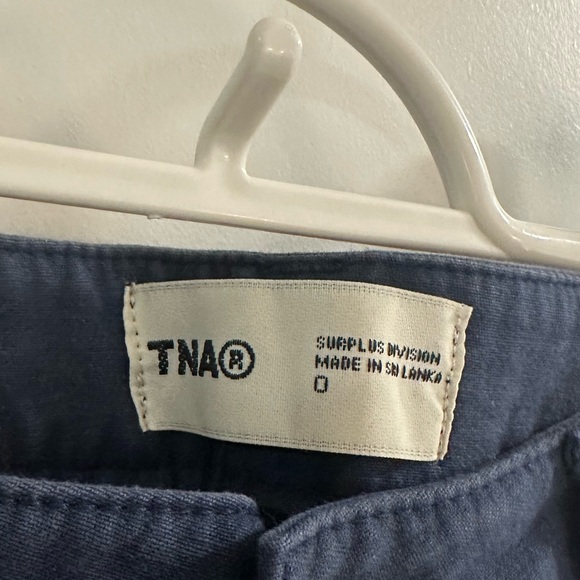 TNA®
SURPLUS DIVISION
MADE IN SRI LANKA
0